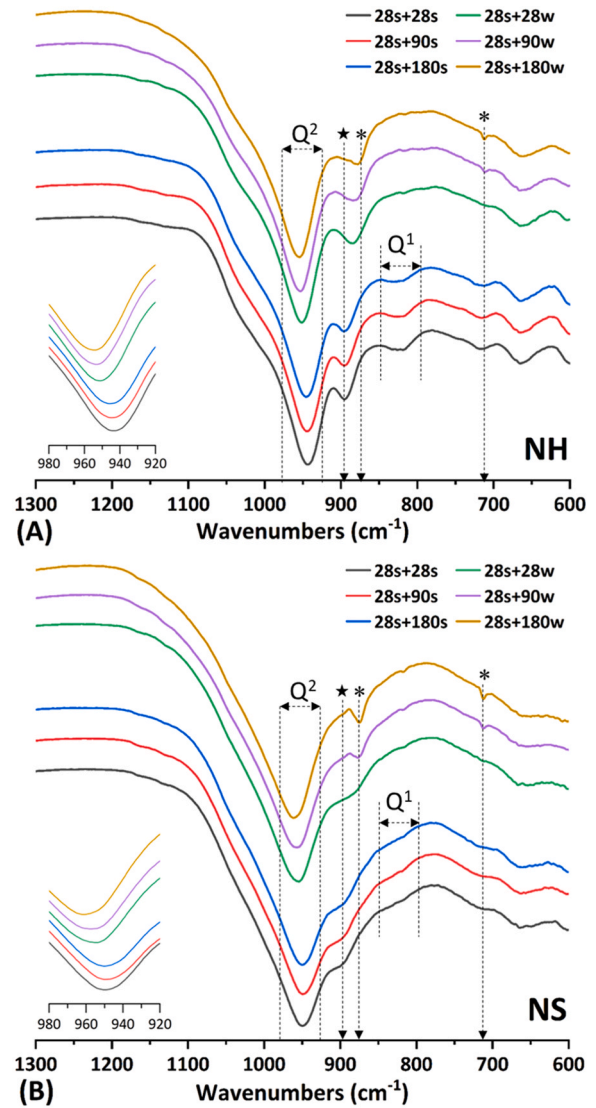 28s+28s 28s+28w
28s+90s 28s+90w
28s+180s 28s+180w
Q² ★ * *
Q¹
980 960 940 920
NH
1300 1200 1100 1000 900 800 700 600
(A) Wavenumbers (cm⁻¹)
28s+28s 28s+28w
28s+90s 28s+90w
28s+180s 28s+180w
Q² ★ * *
Q¹
980 960 940 920
NS
1300 1200 1100 1000 900 800 700 600
(B) Wavenumbers (cm⁻¹)